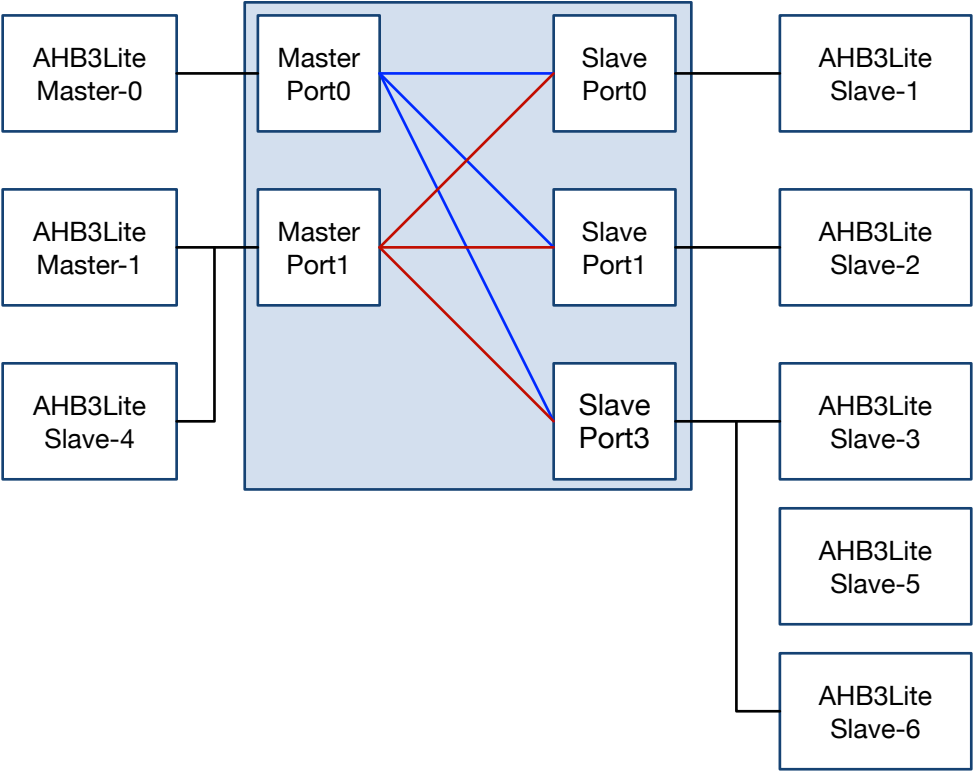 AHB3Lite
Master-0
Master
Port0
Slave
Port0
AHB3Lite
Slave-1
AHB3Lite
Master-1
Master
Port1
Slave
Port1
AHB3Lite
Slave-2
AHB3Lite
Slave-4
Slave
Port3
AHB3Lite
Slave-3
AHB3Lite
Slave-5
AHB3Lite
Slave-6